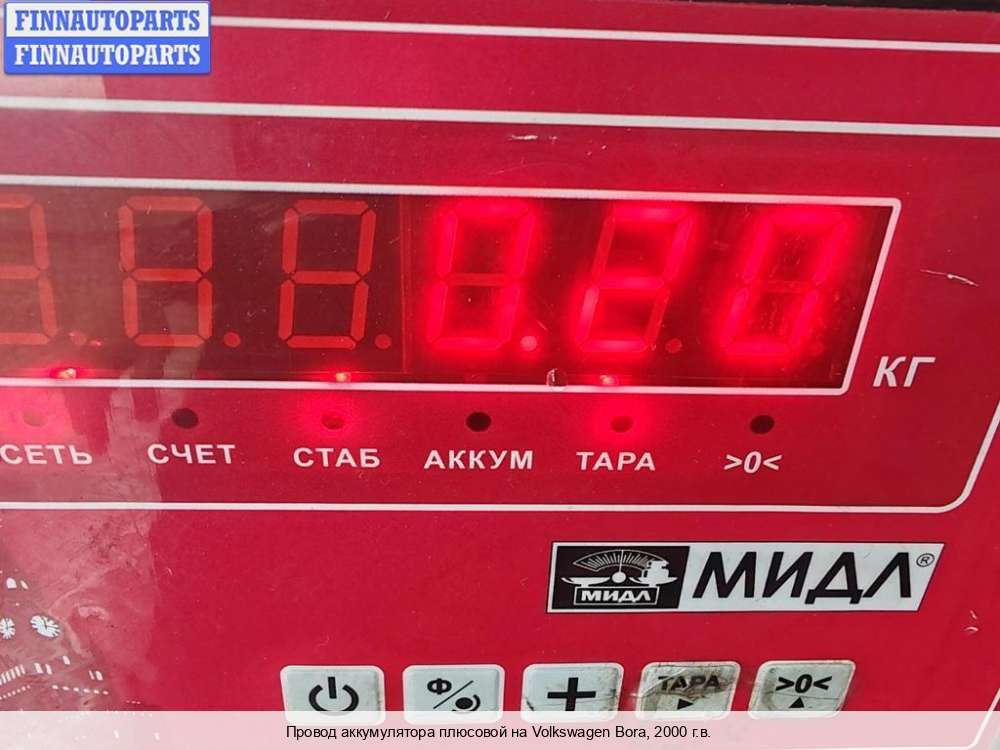 FINNAUTOPARTS
FINNAUTOPARTS
0.20
КГ
СЕТЬ СЧЕТ СТАБ АККУМ ТАРА >0<
МИДЛ МИДЛ®
Ф + ТАРА >0<
Провод аккумулятора плюсовой на Volkswagen Bora, 2000 г.в.